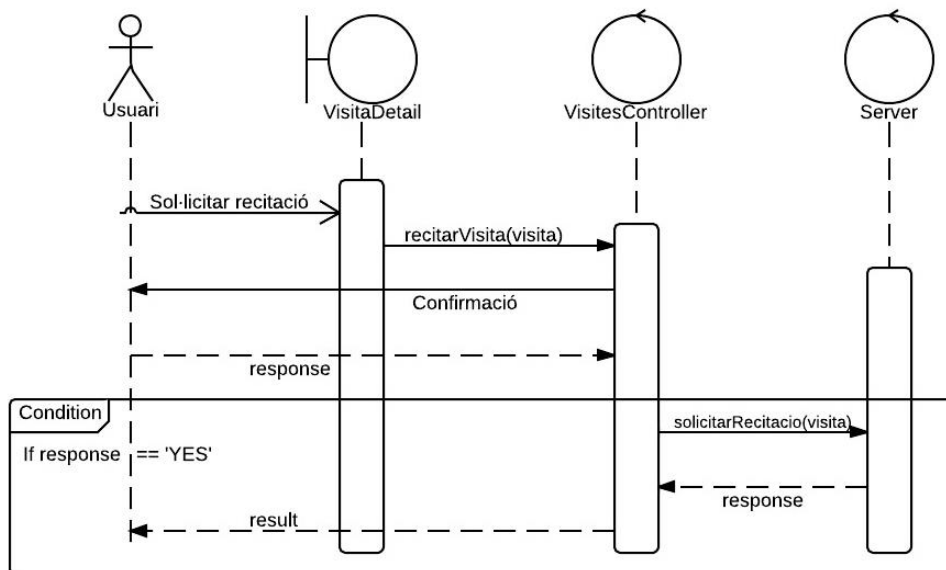 Usuari
VisitaDetail
VisitesController
Server
Sol·licitar recitació
recitarVisita(visita)
Confirmació
response
Condition
solicitarRecitacio(visita)
If response == 'YES'
response
result